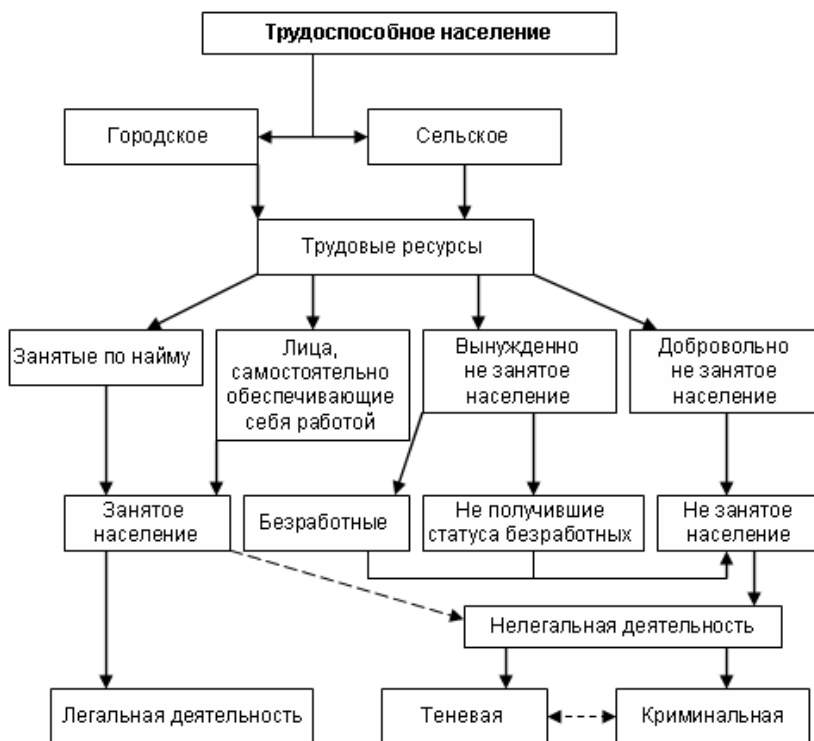 Трудоспособное население
Городское
Сельское
Трудовые ресурсы
Занятые по найму
Лица,
самостоятельно
обеспечивающие
себя работой
Вынужденно
не занятое
население
Добровольно
не занятое
население
Занятое
население
Безработные
Не получившие
статуса безработных
Не занятое
население
Нелегальная деятельность
Легальная деятельность
Теневая
Криминальная